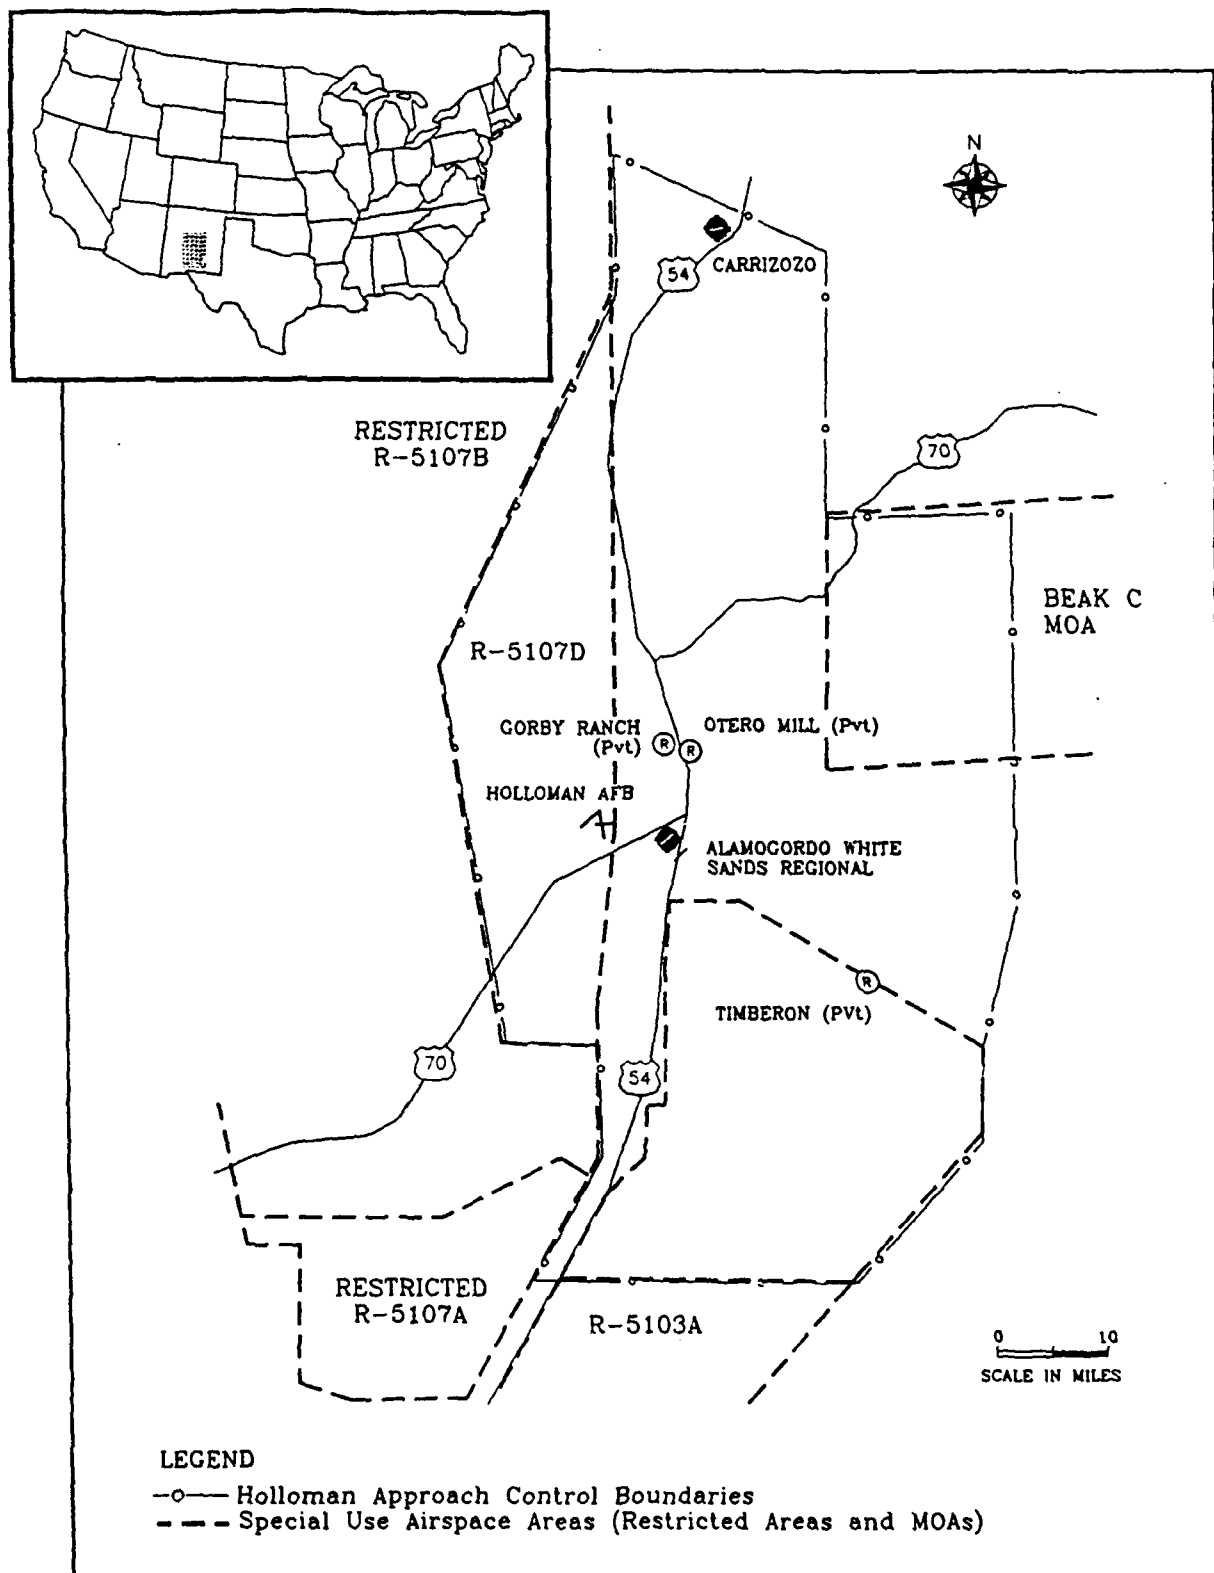 N
54
CARRIZOZO
RESTRICTED
R-5107B
70
BEAK C
MOA
R-5107D
GORBY RANCH
(Pvt)
R
R
OTERO MILL (Pvt)
HOLLOMAN AFB
ALAMOGORDO WHITE
SANDS REGIONAL
R
TIMBERON (Pvt)
70
54
RESTRICTED
R-5107A
R-5103A
0 10
SCALE IN MILES
LEGEND
Holloman Approach Control Boundaries
Special Use Airspace Areas (Restricted Areas and MOAs)